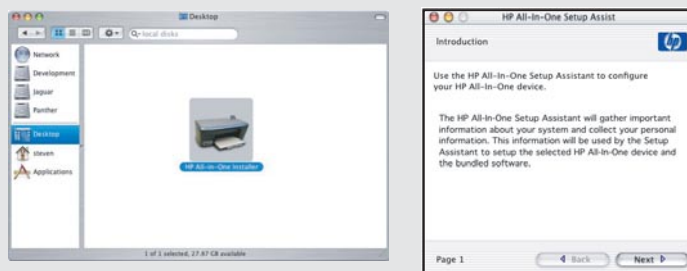 Desktop
Q- local disks
Network
Development
Jaguar
Panther
Desktop
steven
Applications
HP All-in-One Installer
1 of 1 selected, 27.87 GB available
HP All-In-One Setup Assist
Introduction
hp
Use the HP All-In-One Setup Assistant to configure
your HP All-In-One device.
The HP All-In-One Setup Assistant will gather important
information about your system and collect your personal
information. This information will be used by the Setup
Assistant to setup the selected HP All-In-One device and
the bundled software.
Page 1
Back
Next